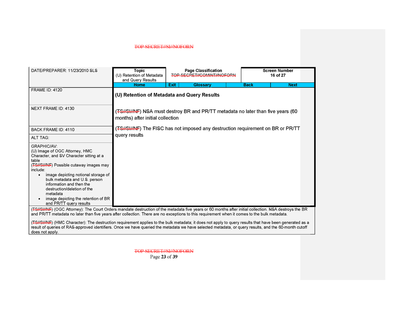 TOP SECRET//SI//NOFORN
DATE/PREPARER: 11/23/2010 SLS
Topic
(U) Retention of Metadata
and Query Results
Page Classification
TOP SECRET//COMINT//NOFORN
Screen Number
16 of 27
Home Exit Glossary Back Next
FRAME ID: 4120
(U) Retention of Metadata and Query Results
NEXT FRAME ID: 4130
(TS//SI//NF) NSA must destroy BR and PR/TT metadata no later than five years (60
months) after initial collection
BACK FRAME ID: 4110
(TS//SI//NF) The FISC has not imposed any destruction requirement on BR or PR/TT
query results
ALT TAG:
GRAPHIC/AV:
(U) Image of OGC Attorney, HMC
Character, and SV Character sitting at a
table
(TS//SI//NF) Possible cutaway images may
include:
• image depicting notional storage of
bulk metadata and U.S. person
information and then the
destruction/deletion of the
metadata
• image depicting the retention of BR
and PR/TT query results
(TS//SI//NF) (OGC Attorney): The Court Orders mandate destruction of the metadata five years or 60 months after initial collection. NSA destroys the BR
and PR/TT metadata no later than five years after collection. There are no exceptions to this requirement when it comes to the bulk metadata.
(TS//SI//NF) (HMC Character): The destruction requirement applies to the bulk metadata, it does not apply to query results that have been generated as a
result of queries of RAS-approved identifiers. Once we have queried the metadata we have selected metadata, or query results, and the 60-month cutoff
does not apply.
TOP SECRET//SI//NOFORN
Page 23 of 39